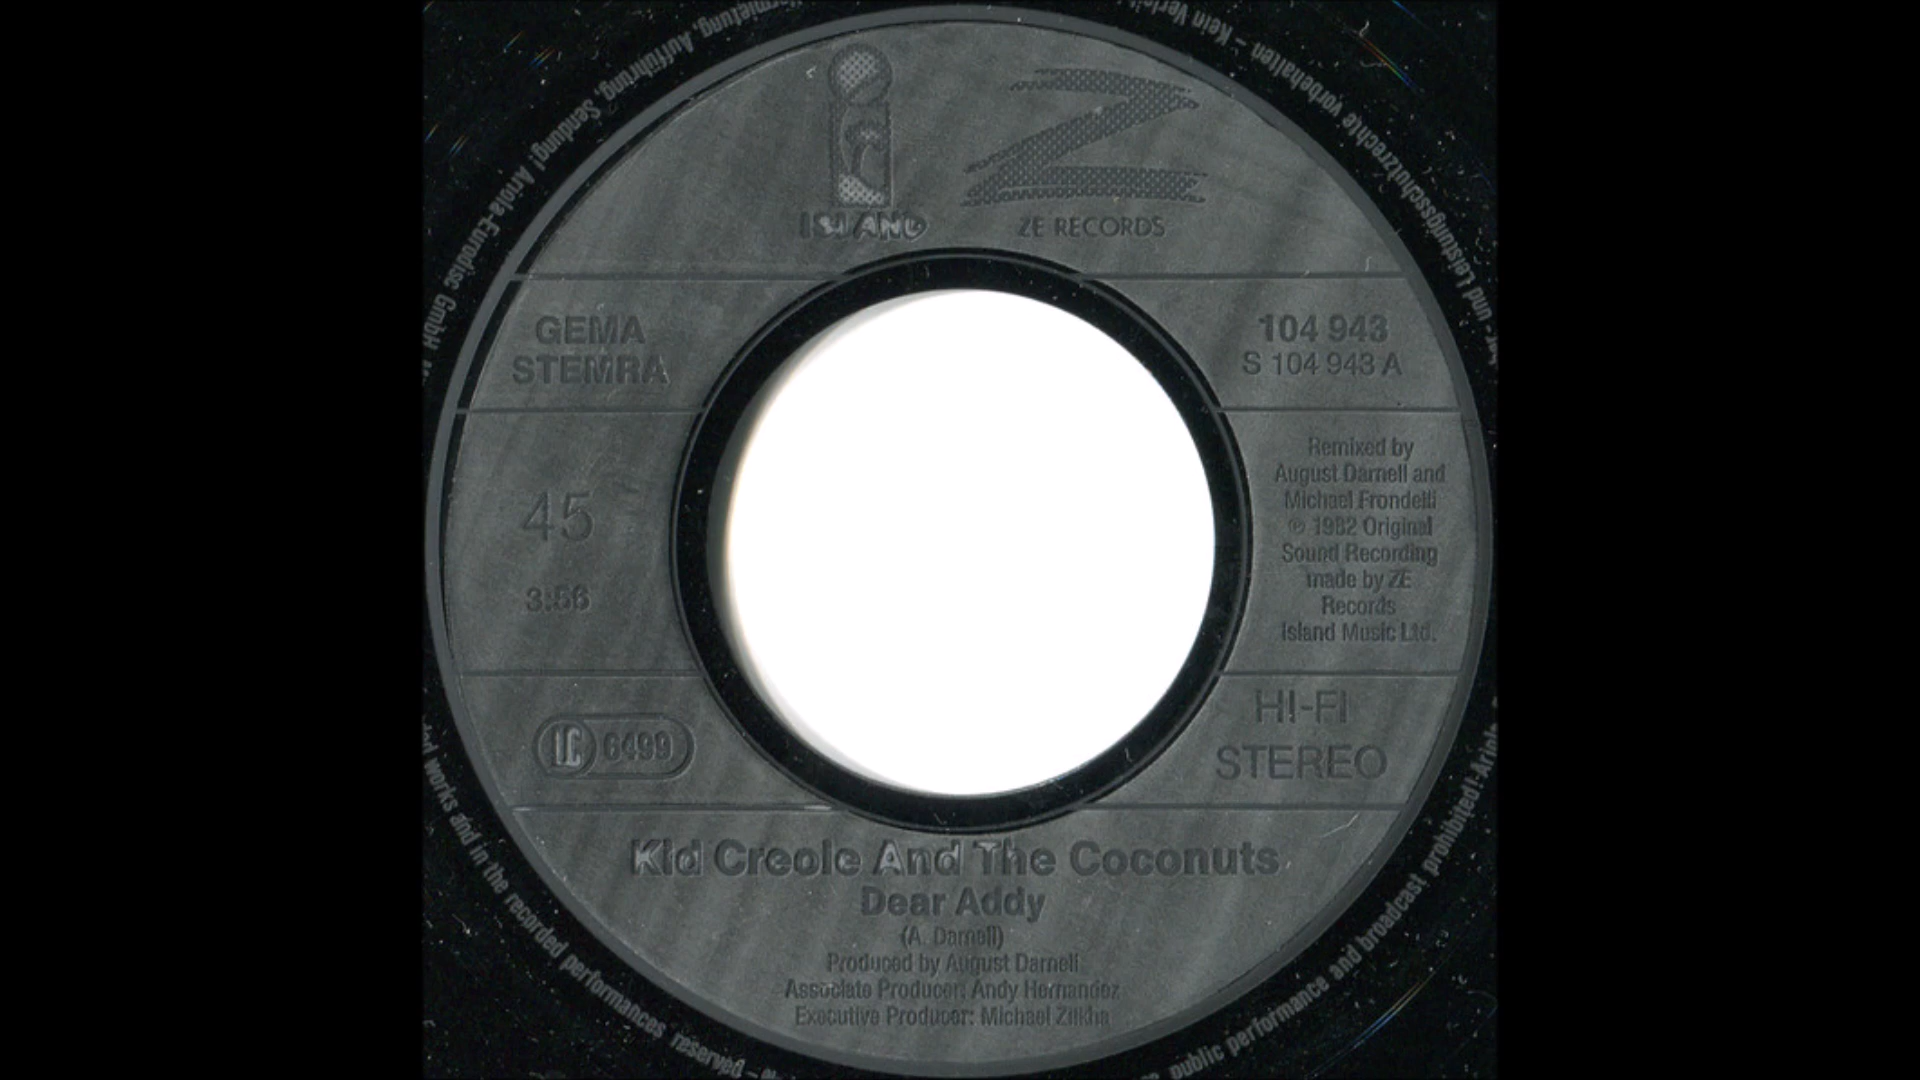 ISLAND
ZE RECORDS
GEMA
STEMRA
104 943
S 104 943 A
45
3:56
Remixed by
August Darnell and
Michael Frondelli
℗ 1982 Original
Sound Recording
made by ZE
Records
Island Music Ltd.
LC 6499
HI-FI
STEREO
Kid Creole And The Coconuts
Dear Addy
(A. Darnell)
Produced by August Darnell
Associate Producer: Andy Hernandez
Executive Producer: Michael Zilkha
Vermietung, Aufführung, Sendung! Ariola-Eurodisc GmbH
Kein Verleih
und Leistungsschutzrechte vorbehalten –
works and in the recorded performances reserved –
public performance and broadcast prohibited! Ariola